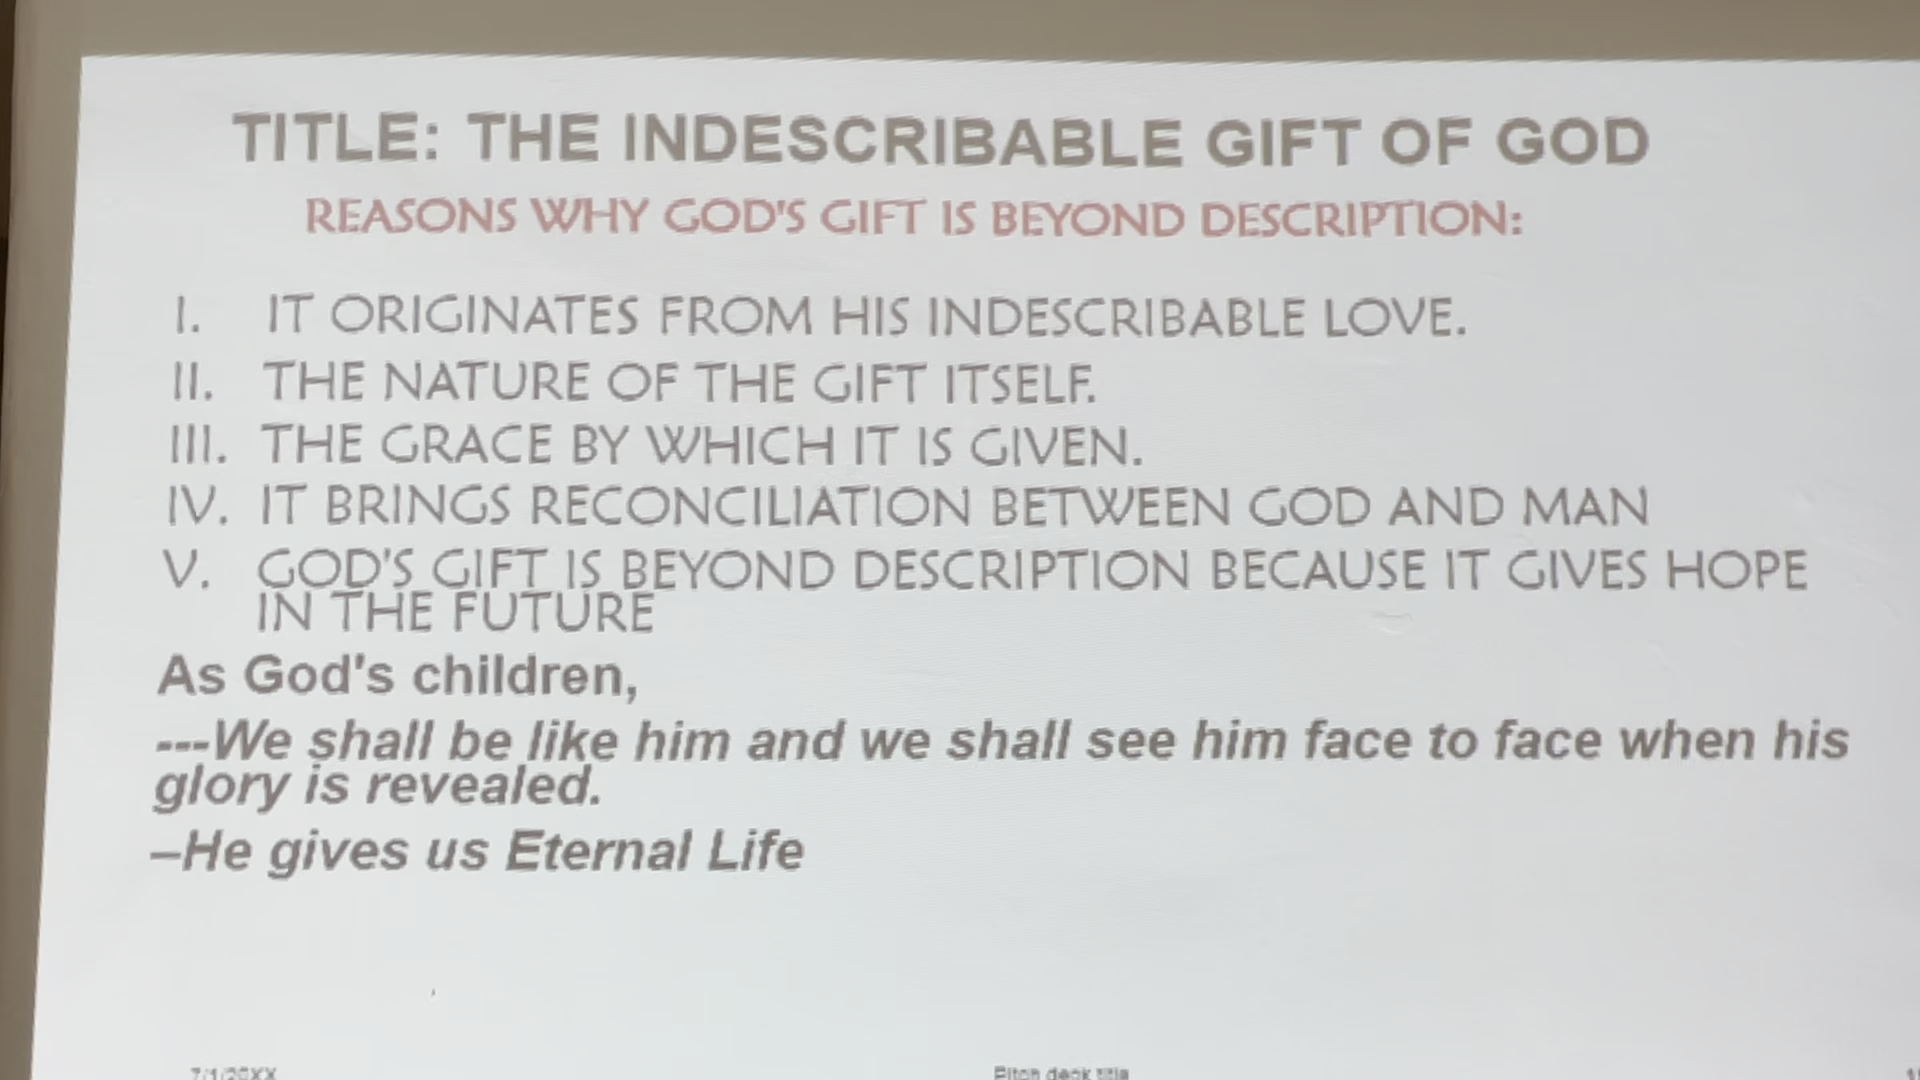 TITLE: THE INDESCRIBABLE GIFT OF GOD
REASONS WHY GOD'S GIFT IS BEYOND DESCRIPTION:
I. IT ORIGINATES FROM HIS INDESCRIBABLE LOVE.
II. THE NATURE OF THE GIFT ITSELF.
III. THE GRACE BY WHICH IT IS GIVEN.
IV. IT BRINGS RECONCILIATION BETWEEN GOD AND MAN
V. GOD'S GIFT IS BEYOND DESCRIPTION BECAUSE IT GIVES HOPE
IN THE FUTURE
As God's children,
---We shall be like him and we shall see him face to face when his
glory is revealed.
–He gives us Eternal Life
7/1/20XX Pitch deck title